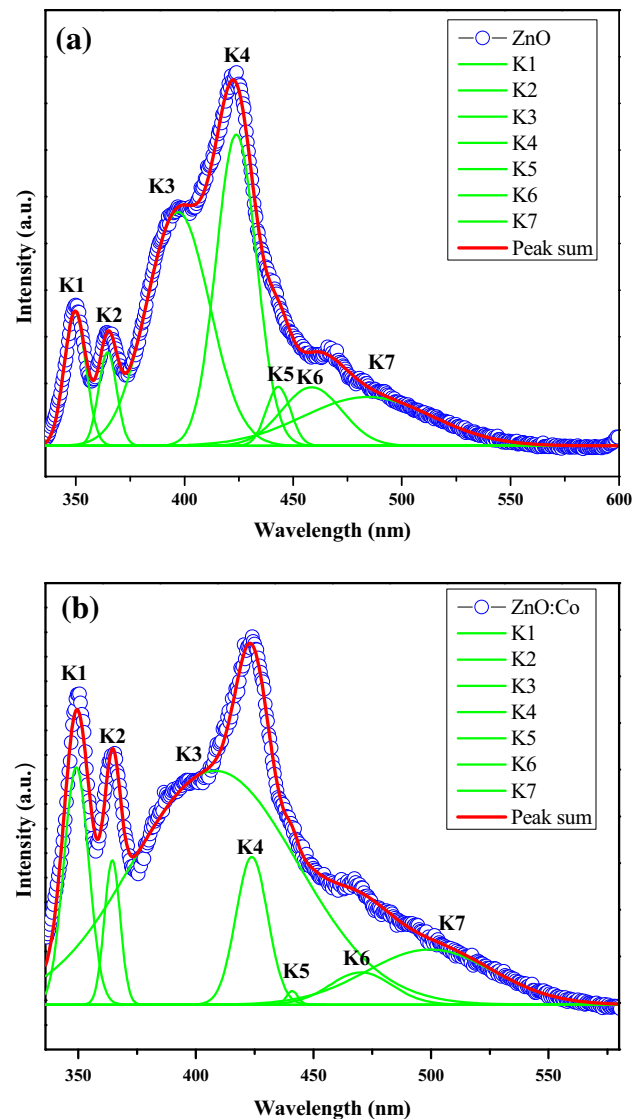 (a)
K1
K2
K3
K4
K5
K6
K7
ZnO
K1
K2
K3
K4
K5
K6
K7
Peak sum
Intensity (a.u.)
350
400
450
500
550
600
Wavelength (nm)
(b)
K1
K2
K3
K4
K5
K6
K7
ZnO:Co
K1
K2
K3
K4
K5
K6
K7
Peak sum
Intensity (a.u.)
350
400
450
500
550
Wavelength (nm)